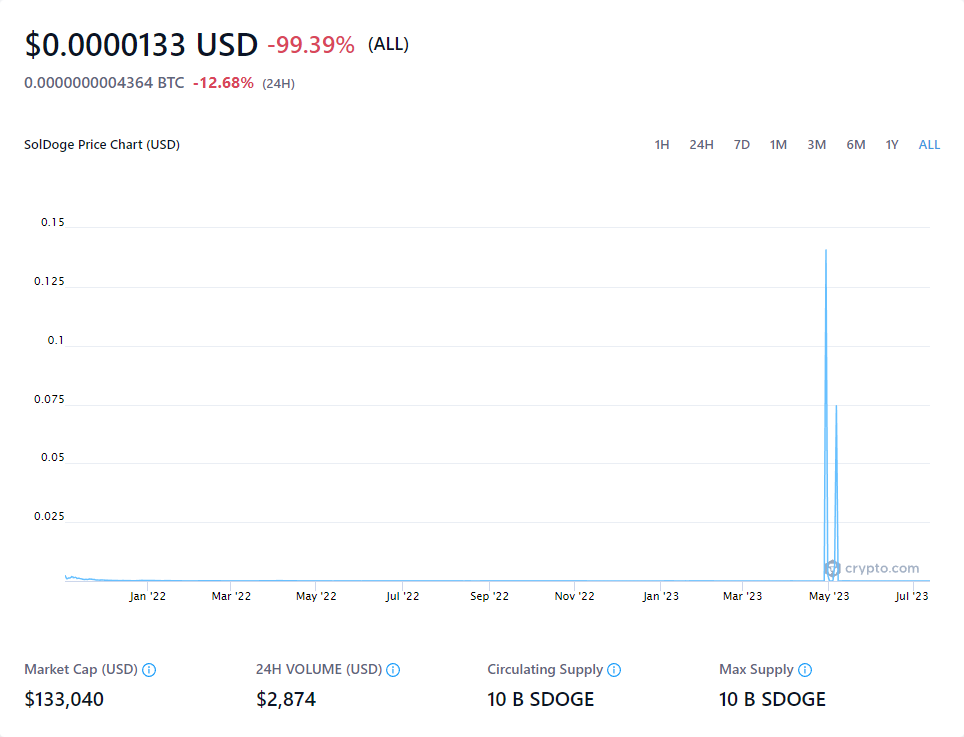 $0.0000133 USD -99.39% (ALL)
0.0000000004364 BTC -12.68% (24H)
SolDoge Price Chart (USD) 1H 24H 7D 1M 3M 6M 1Y ALL
0.15
0.125
0.1
0.075
0.05
0.025
crypto.com
Jan '22 Mar '22 May '22 Jul '22 Sep '22 Nov '22 Jan '23 Mar '23 May '23 Jul '23
Market Cap (USD) 24H VOLUME (USD) Circulating Supply Max Supply
$133,040 $2,874 10 B SDOGE 10 B SDOGE